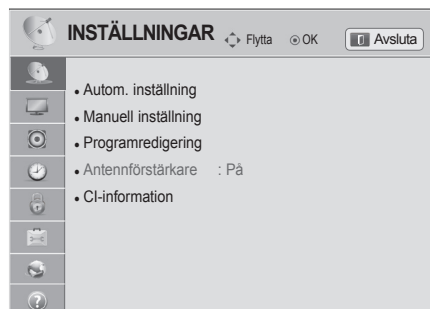 INSTÄLLNINGAR Flytta OK Avsluta
• Autom. inställning
• Manuell inställning
• Programredigering
• Antennförstärkare : På
• CI-information